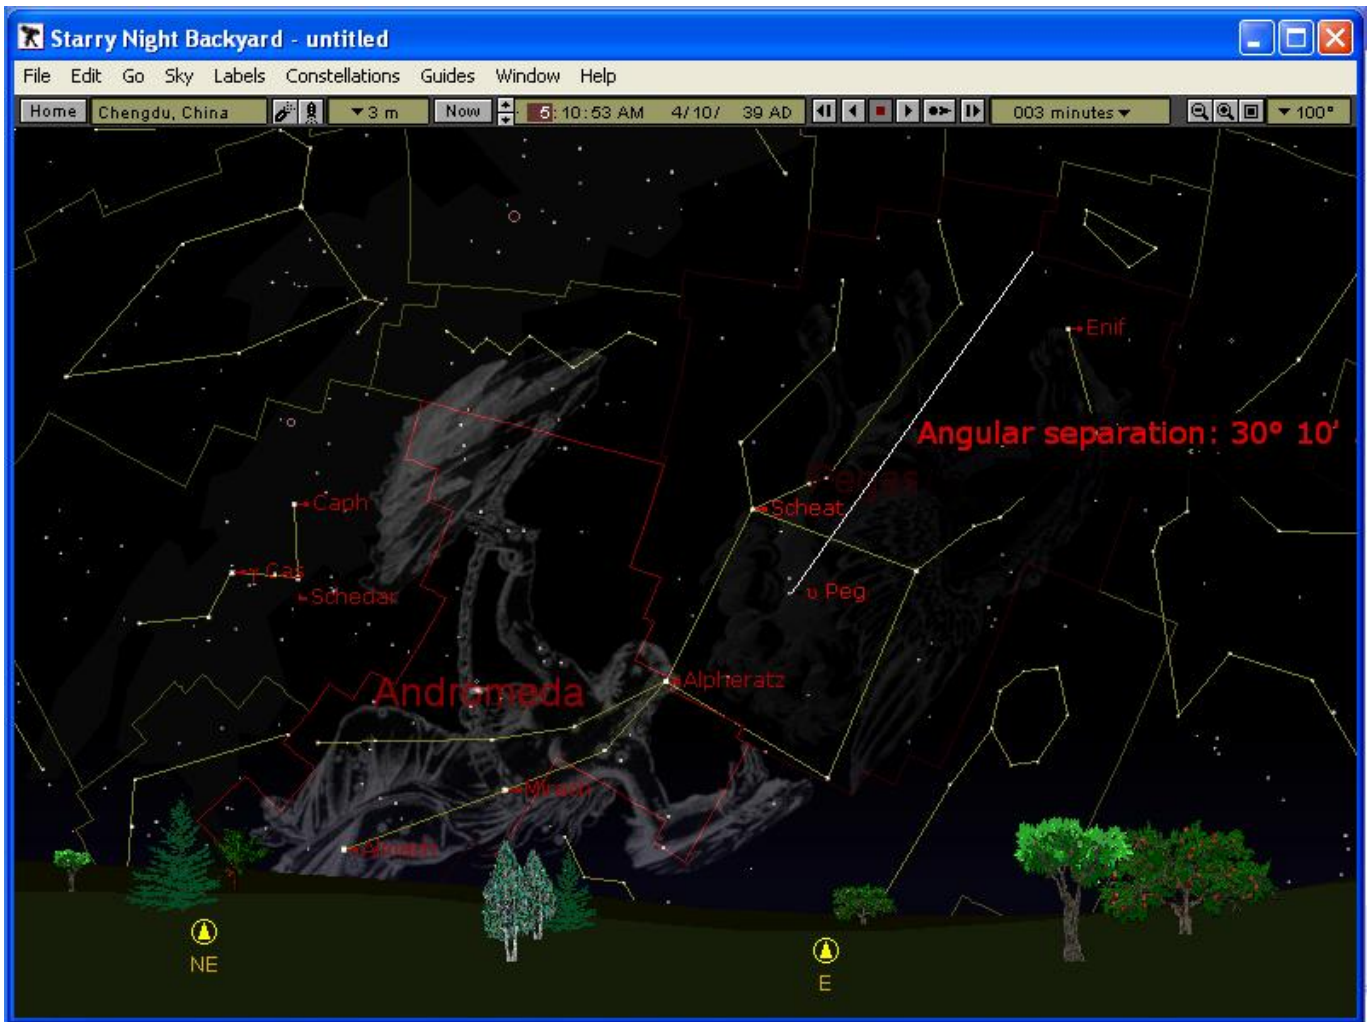 Starry Night Backyard - untitled
File Edit Go Sky Labels Constellations Guides Window Help
Home Chengdu, China 3 m Now 5:10:53 AM 4/10/ 39 AD 003 minutes 100°
Enif
Angular separation: 30° 10'
Caph
Scheat
Cas
Schedar
υ Peg
Alpheratz
Andromeda
Mirach
Almach
NE
E